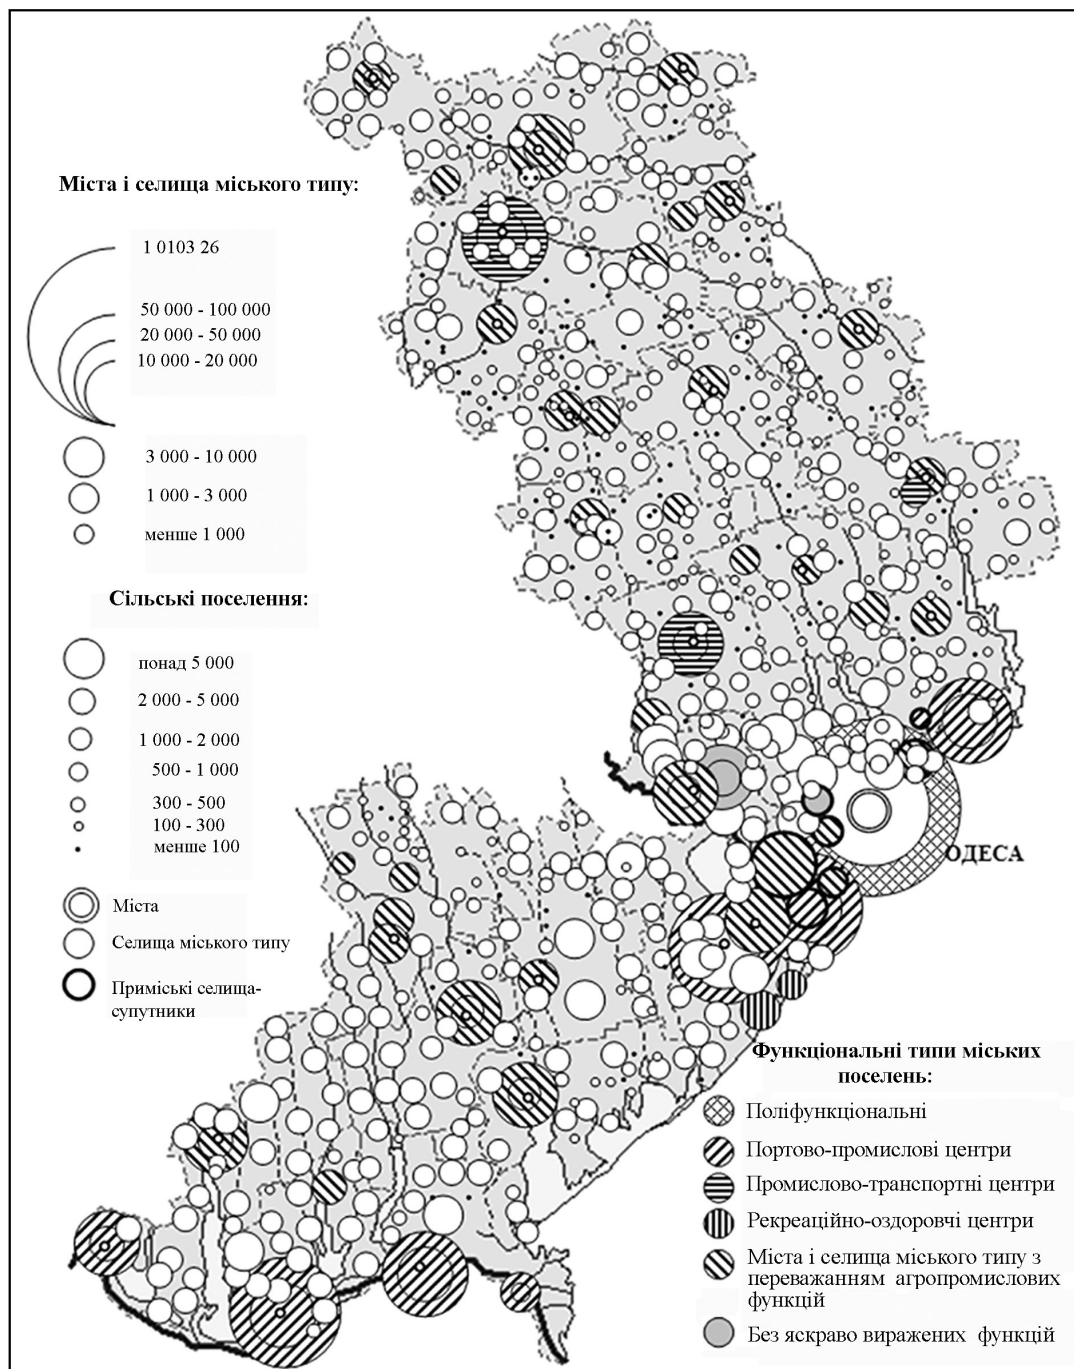 Міста і селища міського типу:
1 0103 26
50 000 - 100 000
20 000 - 50 000
10 000 - 20 000
3 000 - 10 000
1 000 - 3 000
менше 1 000
Сільські поселення:
понад 5 000
2 000 - 5 000
1 000 - 2 000
500 - 1 000
300 - 500
100 - 300
менше 100
Міста
Селища міського типу
Приміські селища-
супутники
ОДЕСА
Функціональні типи міських
поселень:
Поліфункціональні
Портово-промислові центри
Промислово-транспортні центри
Рекреаційно-оздоровчі центри
Міста і селища міського типу з
переважанням агропромислових
функцій
Без яскраво виражених функцій